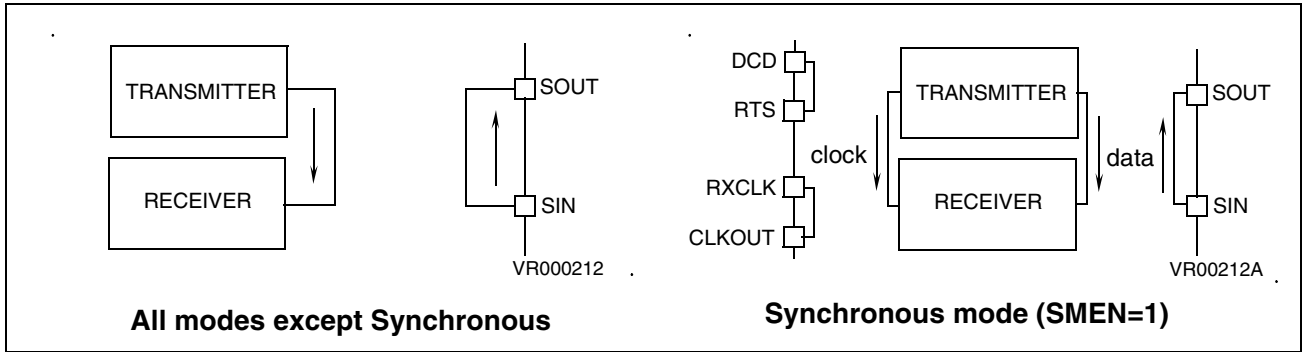 TRANSMITTER
RECEIVER
SOUT
SIN
VR000212
All modes except Synchronous
DCD
RTS
RXCLK
CLKOUT
clock
TRANSMITTER
RECEIVER
data
SOUT
SIN
VR00212A
Synchronous mode (SMEN=1)